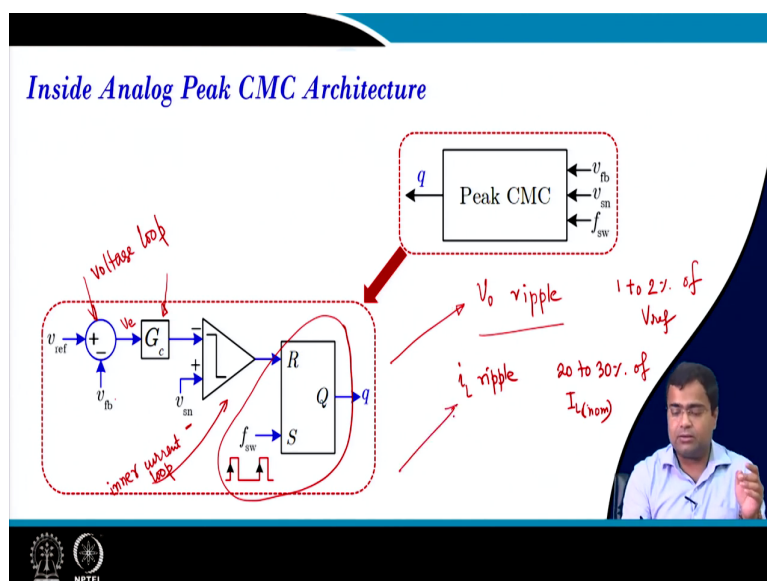 Inside Analog Peak CMC Architecture
q
Peak CMC
v_fb
v_sn
f_sw
voltage loop
v_ref
+
−
v_e
G_c
v_fb
−
+
v_sn
R
Q
q
f_sw
S
inner current loop
V_o ripple 1 to 2% of V_ref
i_L ripple 20 to 30% of I_L(nom)
NPTEL